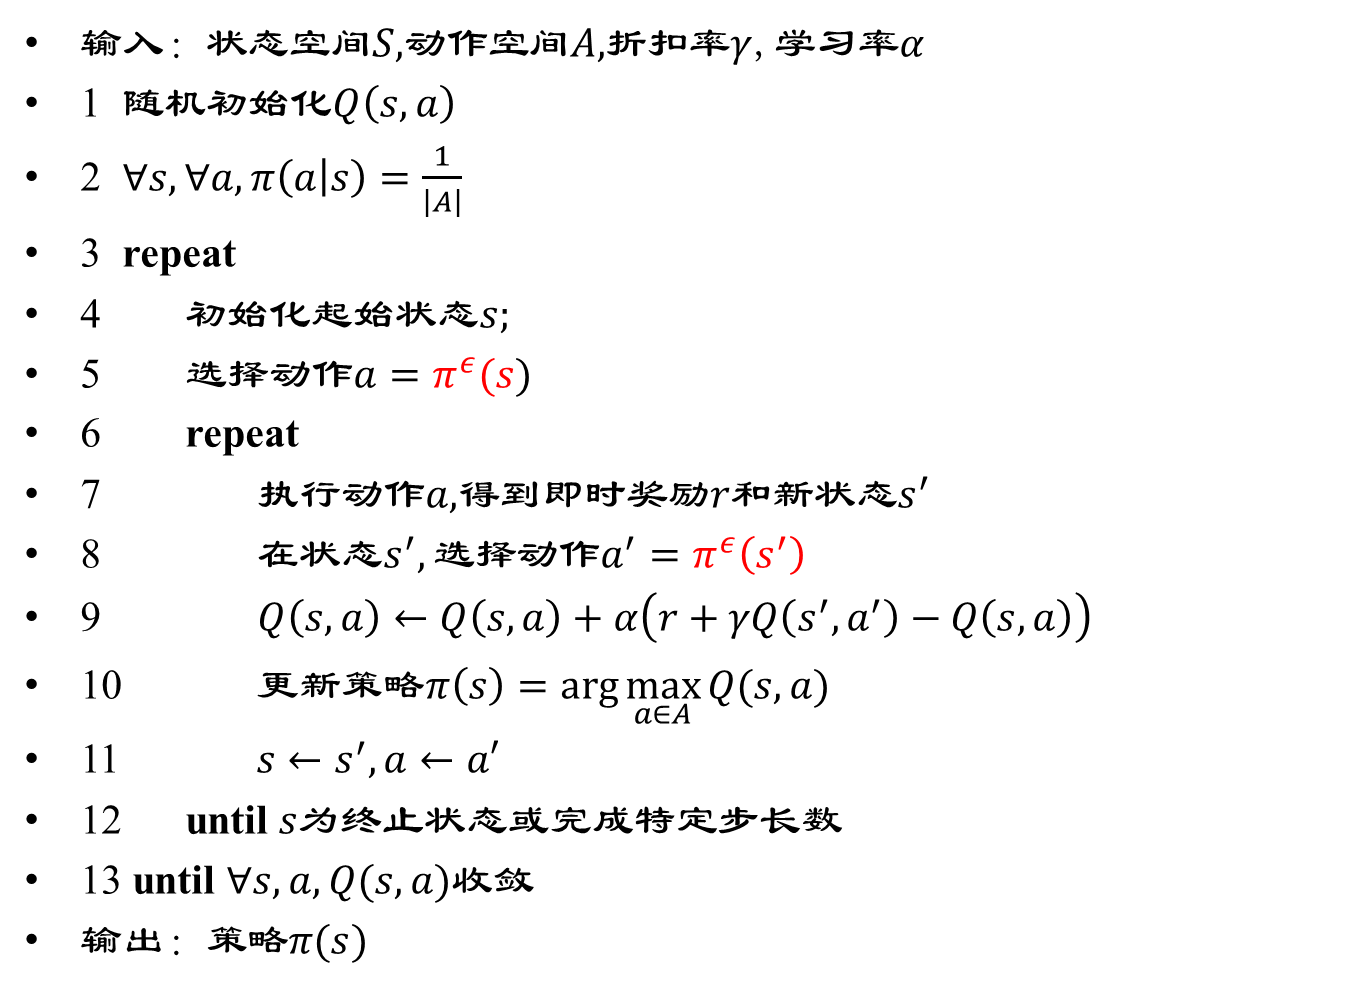 • 输入：状态空间S,动作空间A,折扣率γ, 学习率α
• 1 随机初始化Q(s, a)
• 2 ∀s, ∀a, π(a|s) = 1/|A|
• 3 repeat
• 4 初始化起始状态s;
• 5 选择动作a = π^ϵ(s)
• 6 repeat
• 7 执行动作a,得到即时奖励r和新状态s′
• 8 在状态s′, 选择动作a′ = π^ϵ(s′)
• 9 Q(s, a) ← Q(s, a) + α(r + γQ(s′, a′) − Q(s, a))
• 10 更新策略π(s) = arg max_{a∈A} Q(s, a)
• 11 s ← s′, a ← a′
• 12 until s为终止状态或完成特定步长数
• 13 until ∀s, a, Q(s, a)收敛
• 输出：策略π(s)